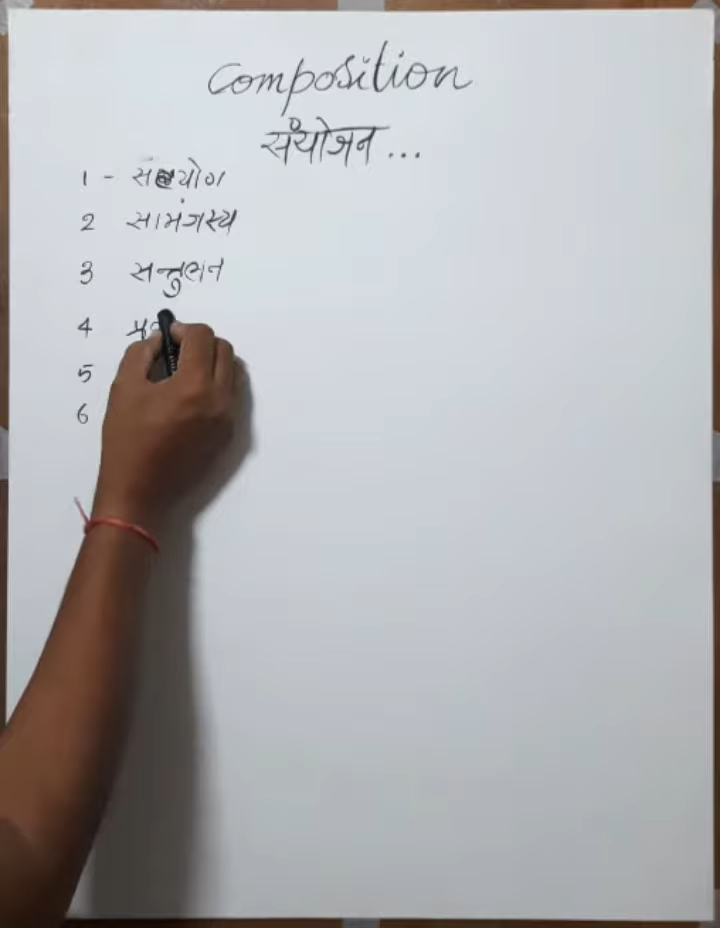 Composition
संयोजन...
1 - सहयोग
2 सामंजस्य
3 सन्तुलन
4
5
6